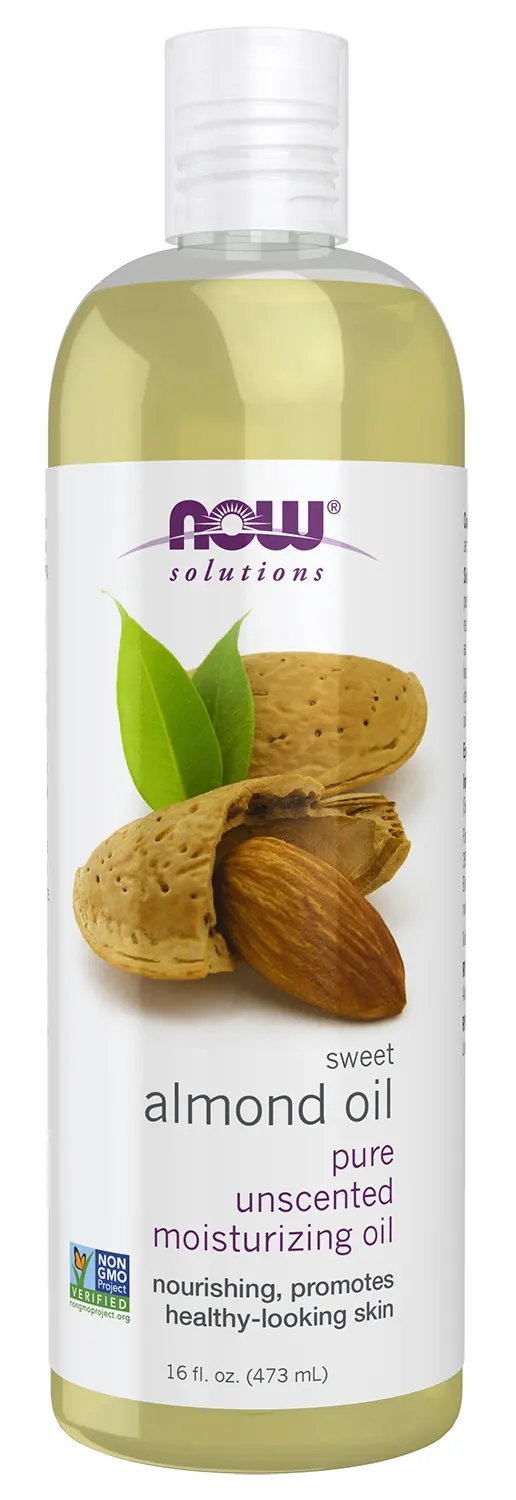 NOW®
solutions
sweet
almond oil
pure
unscented
moisturizing oil
NON
GMO
Project
VERIFIED
nongmoproject.org
nourishing, promotes
healthy-looking skin
16 fl. oz. (473 mL)